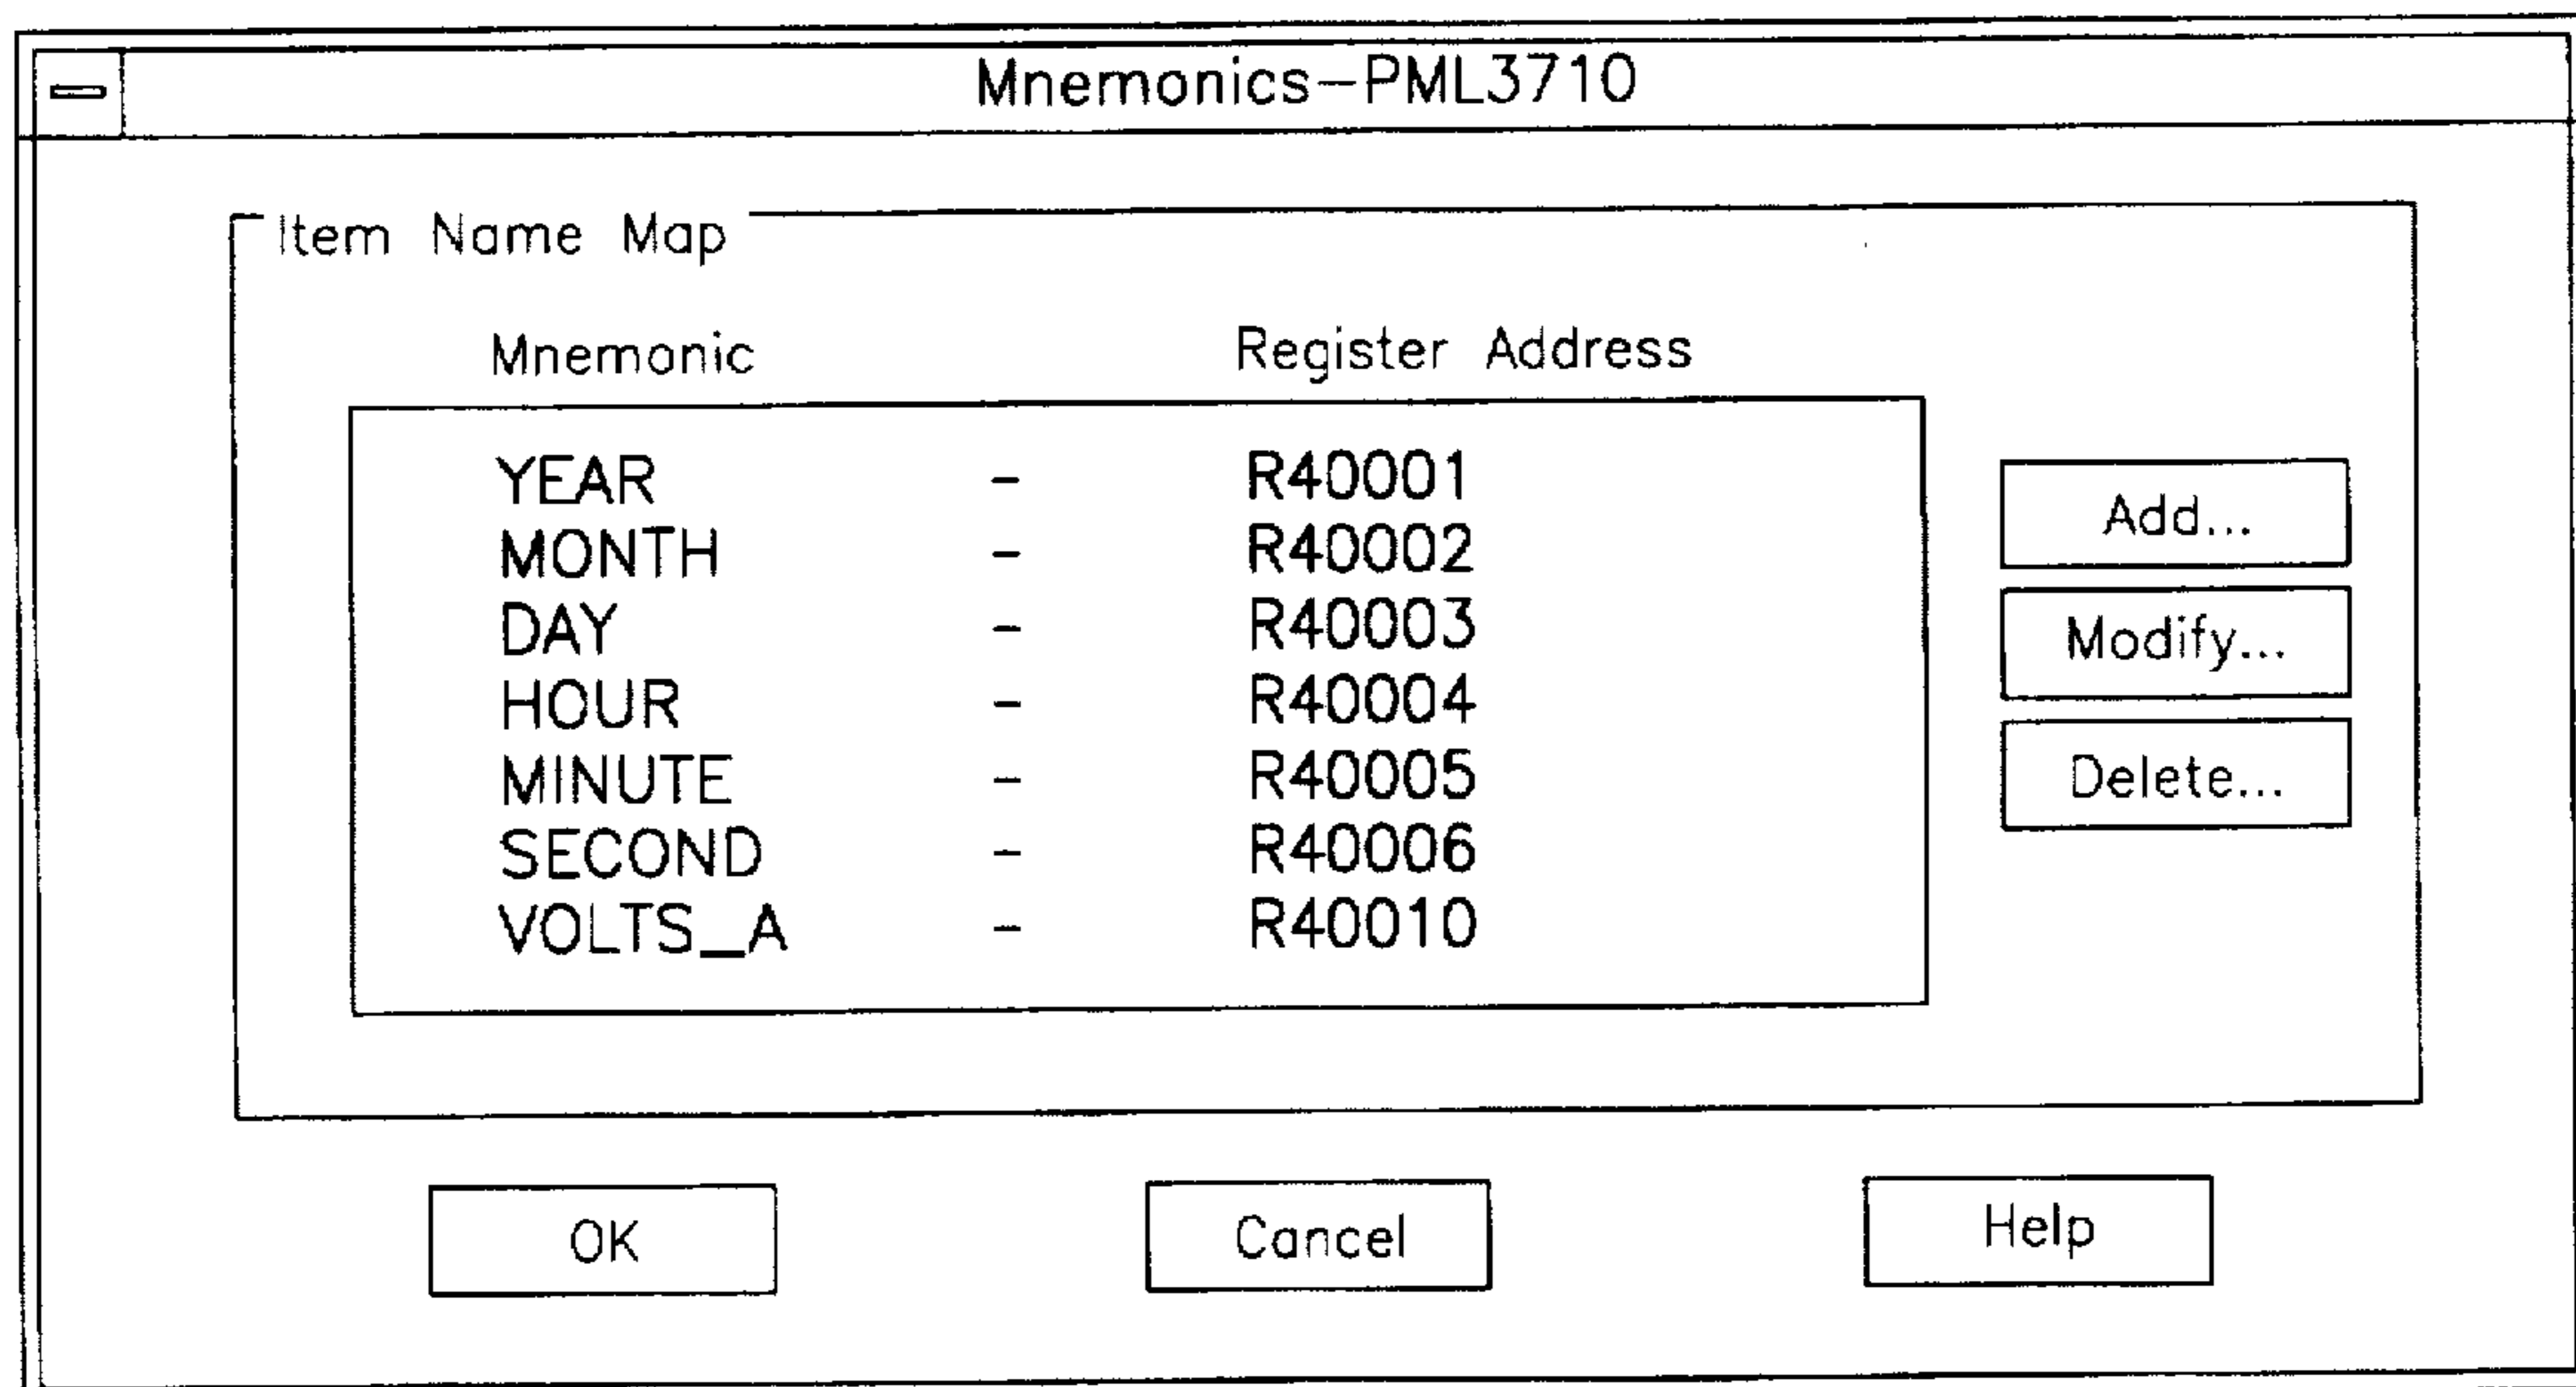 Mnemonics-PML3710
Item Name Map
Mnemonic Register Address
YEAR - R40001
MONTH - R40002
DAY - R40003
HOUR - R40004
MINUTE - R40005
SECOND - R40006
VOLTS_A - R40010
Add...
Modify...
Delete...
OK Cancel Help